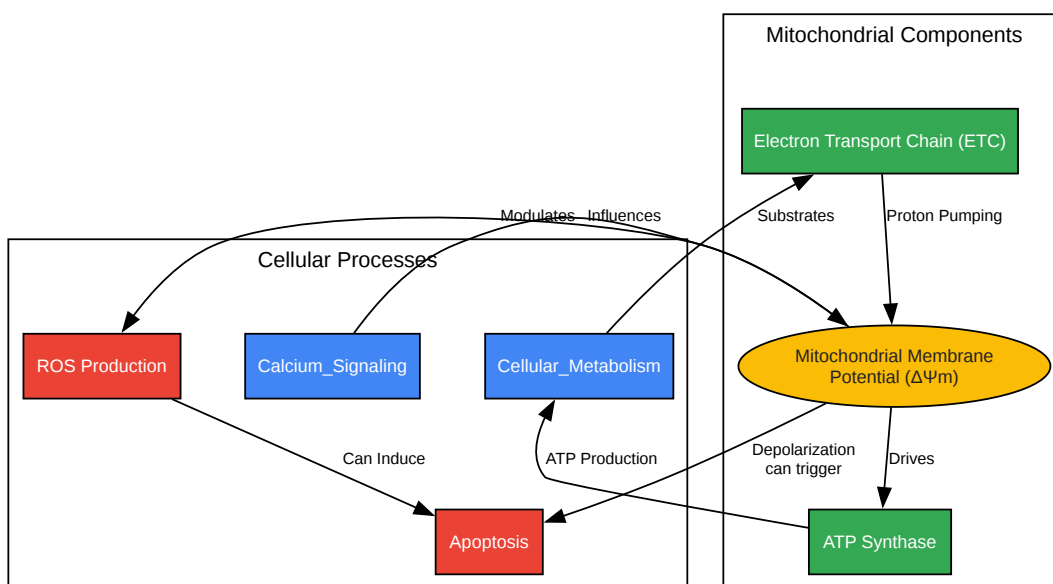 Mitochondrial Components
Electron Transport Chain (ETC)
Modulates
Influences
Substrates
Proton Pumping
Cellular Processes
ROS Production
Calcium_Signaling
Cellular_Metabolism
Mitochondrial Membrane
Potential (ΔΨm)
Can Induce
ATP Production
Depolarization
can trigger
Drives
Apoptosis
ATP Synthase